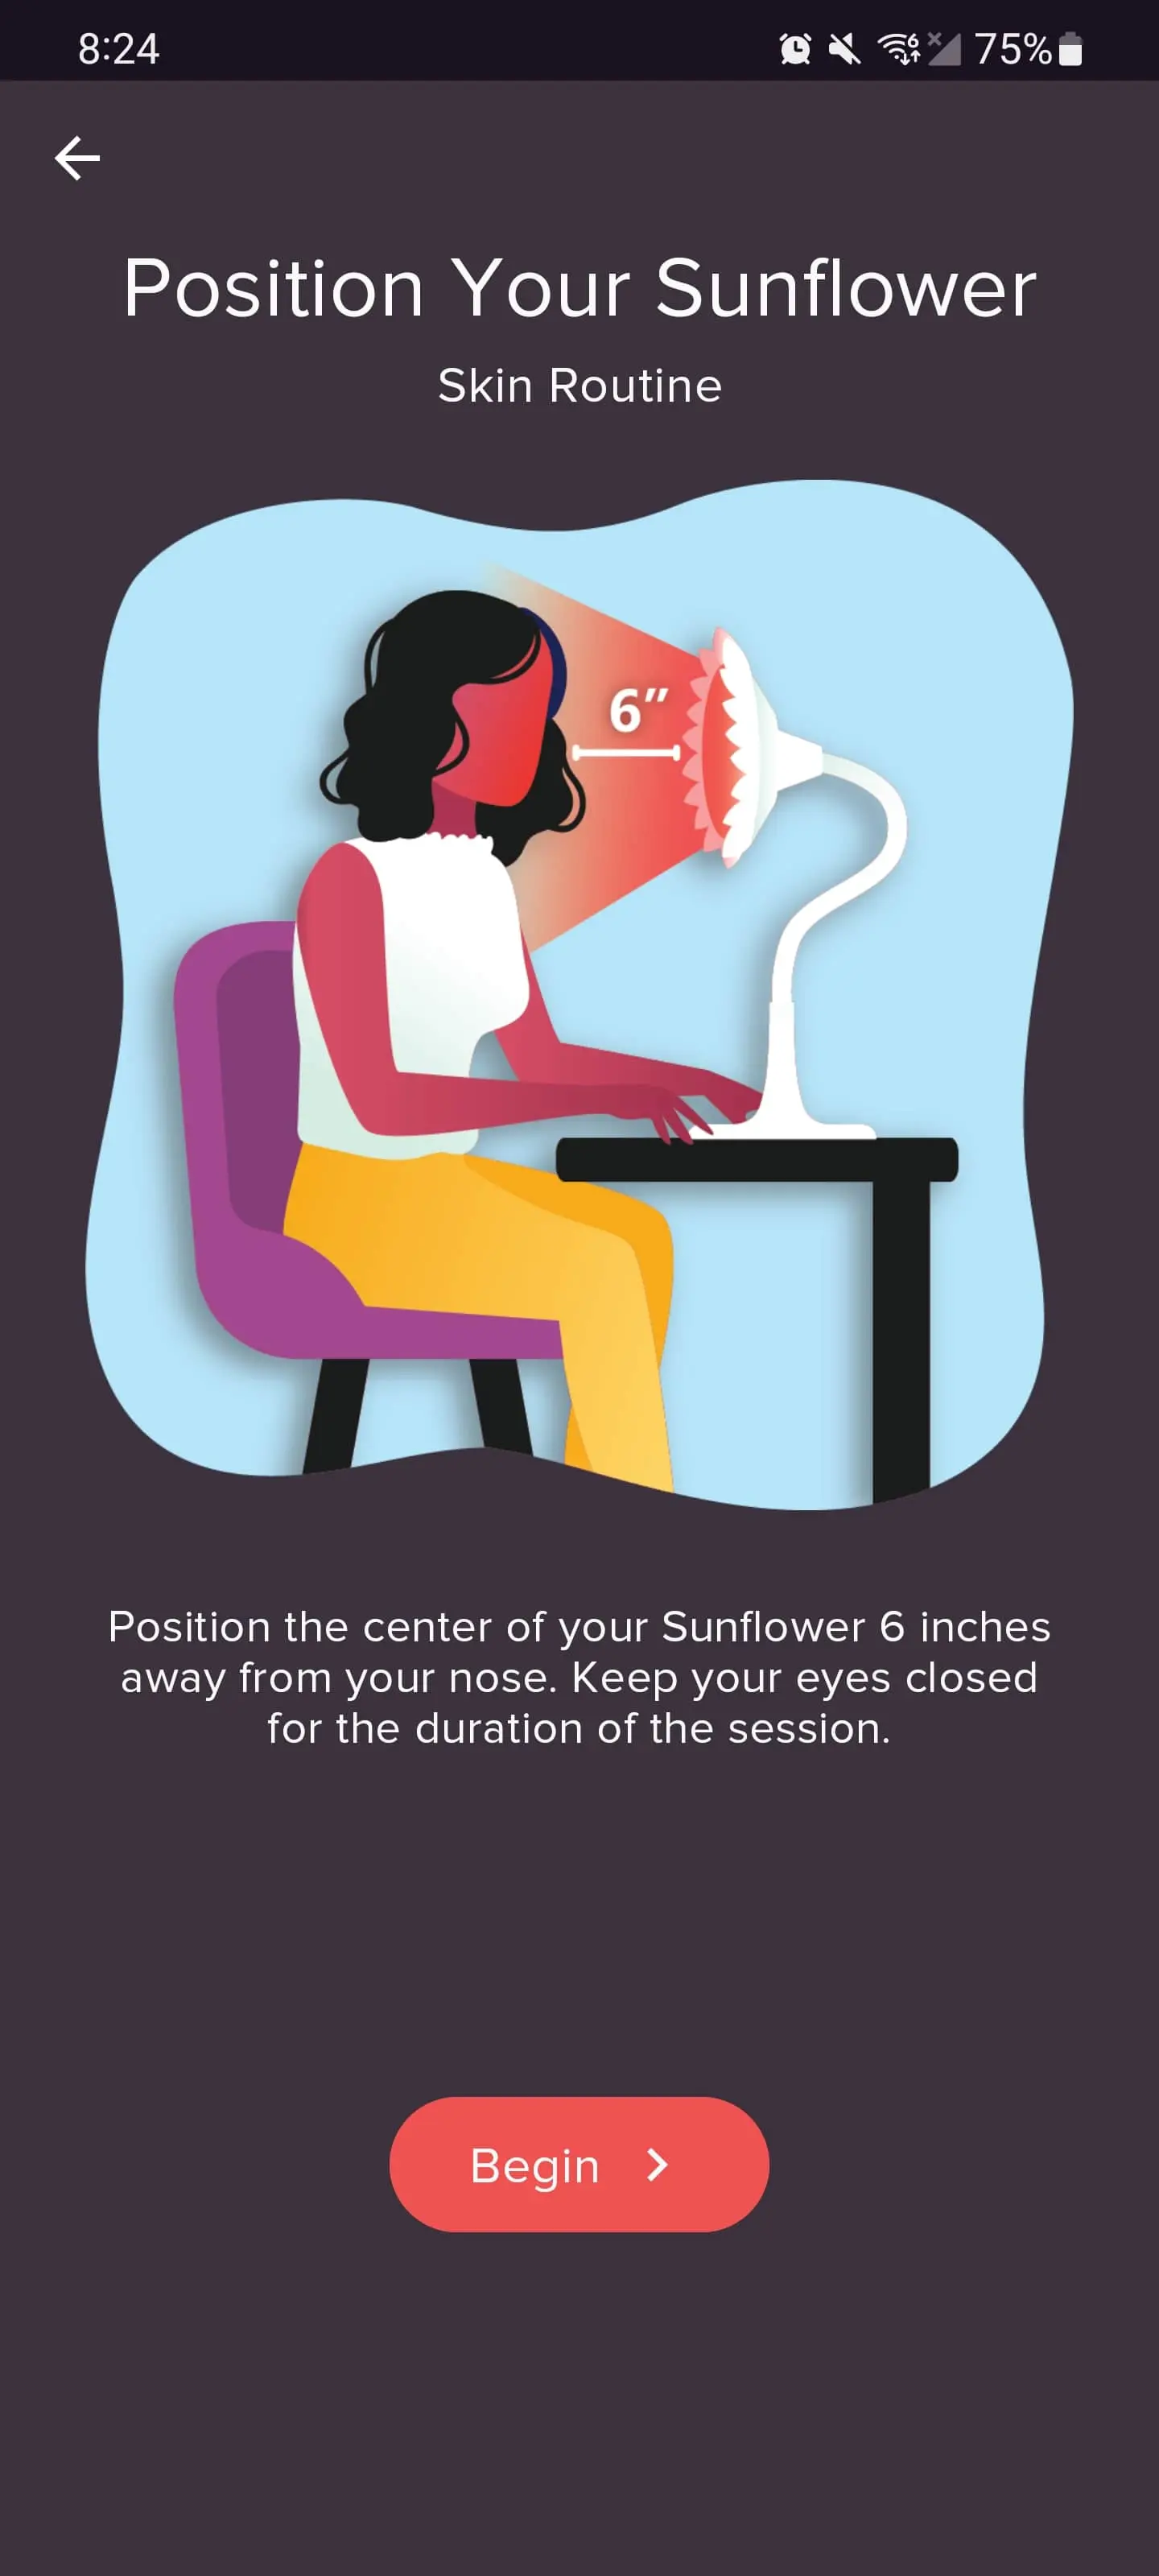 8:24
6 75%
Position Your Sunflower
Skin Routine
6”
Position the center of your Sunflower 6 inches
away from your nose. Keep your eyes closed
for the duration of the session.
Begin